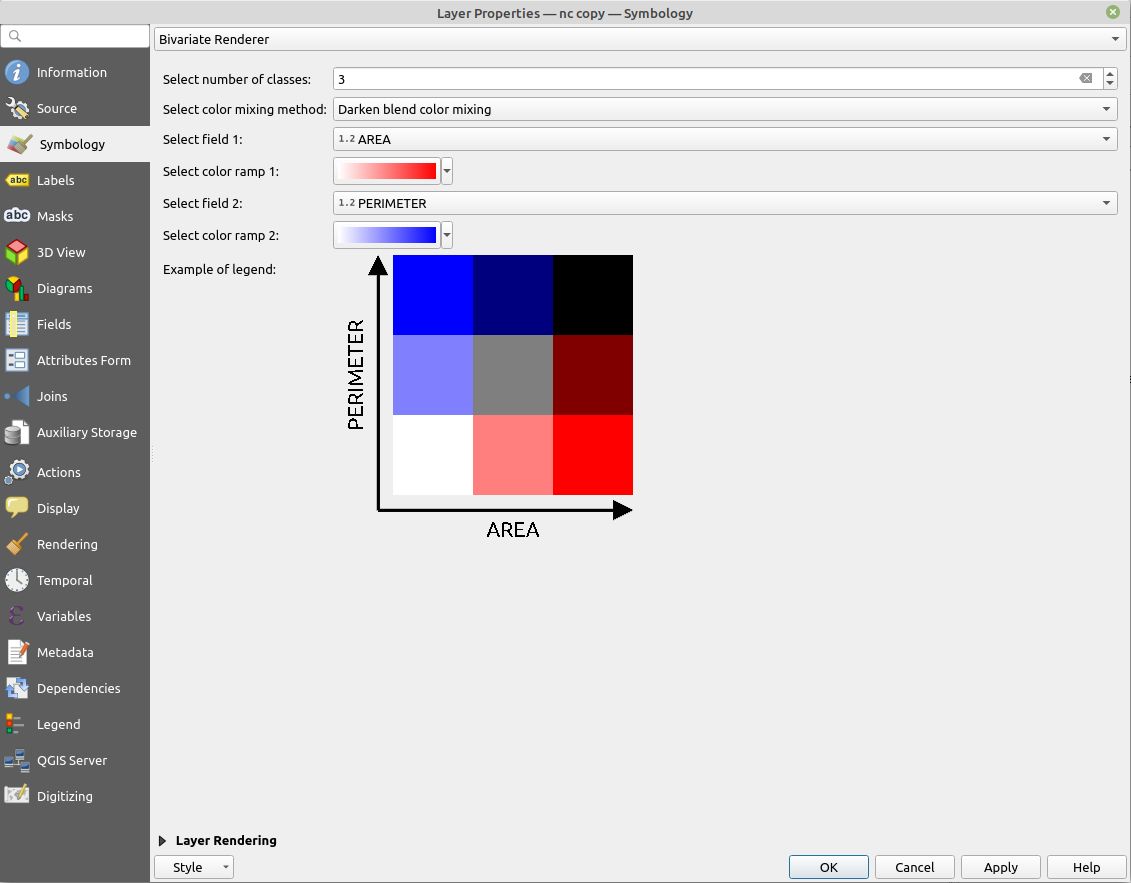 Layer Properties — nc copy — Symbology
Information
Source
Symbology
abc Labels
abc Masks
3D View
Diagrams
Fields
Attributes Form
Joins
Auxiliary Storage
Actions
Display
Rendering
Temporal
Variables
Metadata
Dependencies
Legend
QGIS Server
Digitizing
Bivariate Renderer
Select number of classes: 3
Select color mixing method: Darken blend color mixing
Select field 1: 1.2 AREA
Select color ramp 1:
Select field 2: 1.2 PERIMETER
Select color ramp 2:
Example of legend:
PERIMETER
AREA
Layer Rendering
Style OK Cancel Apply Help